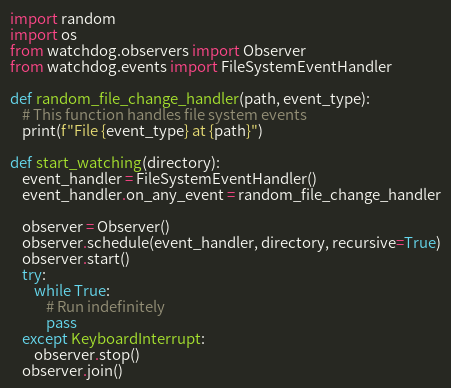 import random
import os
from watchdog.observers import Observer
from watchdog.events import FileSystemEventHandler

def random_file_change_handler(path, event_type):
    # This function handles file system events
    print(f"File {event_type} at {path}")

def start_watching(directory):
    event_handler = FileSystemEventHandler()
    event_handler.on_any_event = random_file_change_handler

    observer = Observer()
    observer.schedule(event_handler, directory, recursive=True)
    observer.start()
    try:
        while True:
            # Run indefinitely
            pass
    except KeyboardInterrupt:
        observer.stop()
    observer.join()